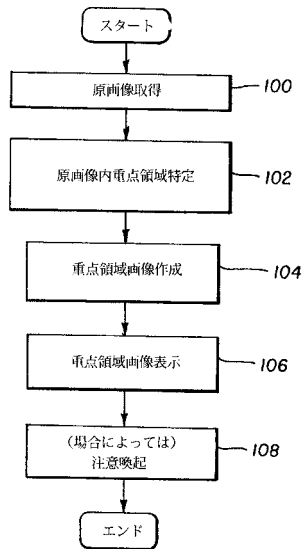 スタート
原画像取得
100
原画像内重点領域特定
102
重点領域画像作成
104
重点領域画像表示
106
(場合によっては)
注意喚起
108
エンド